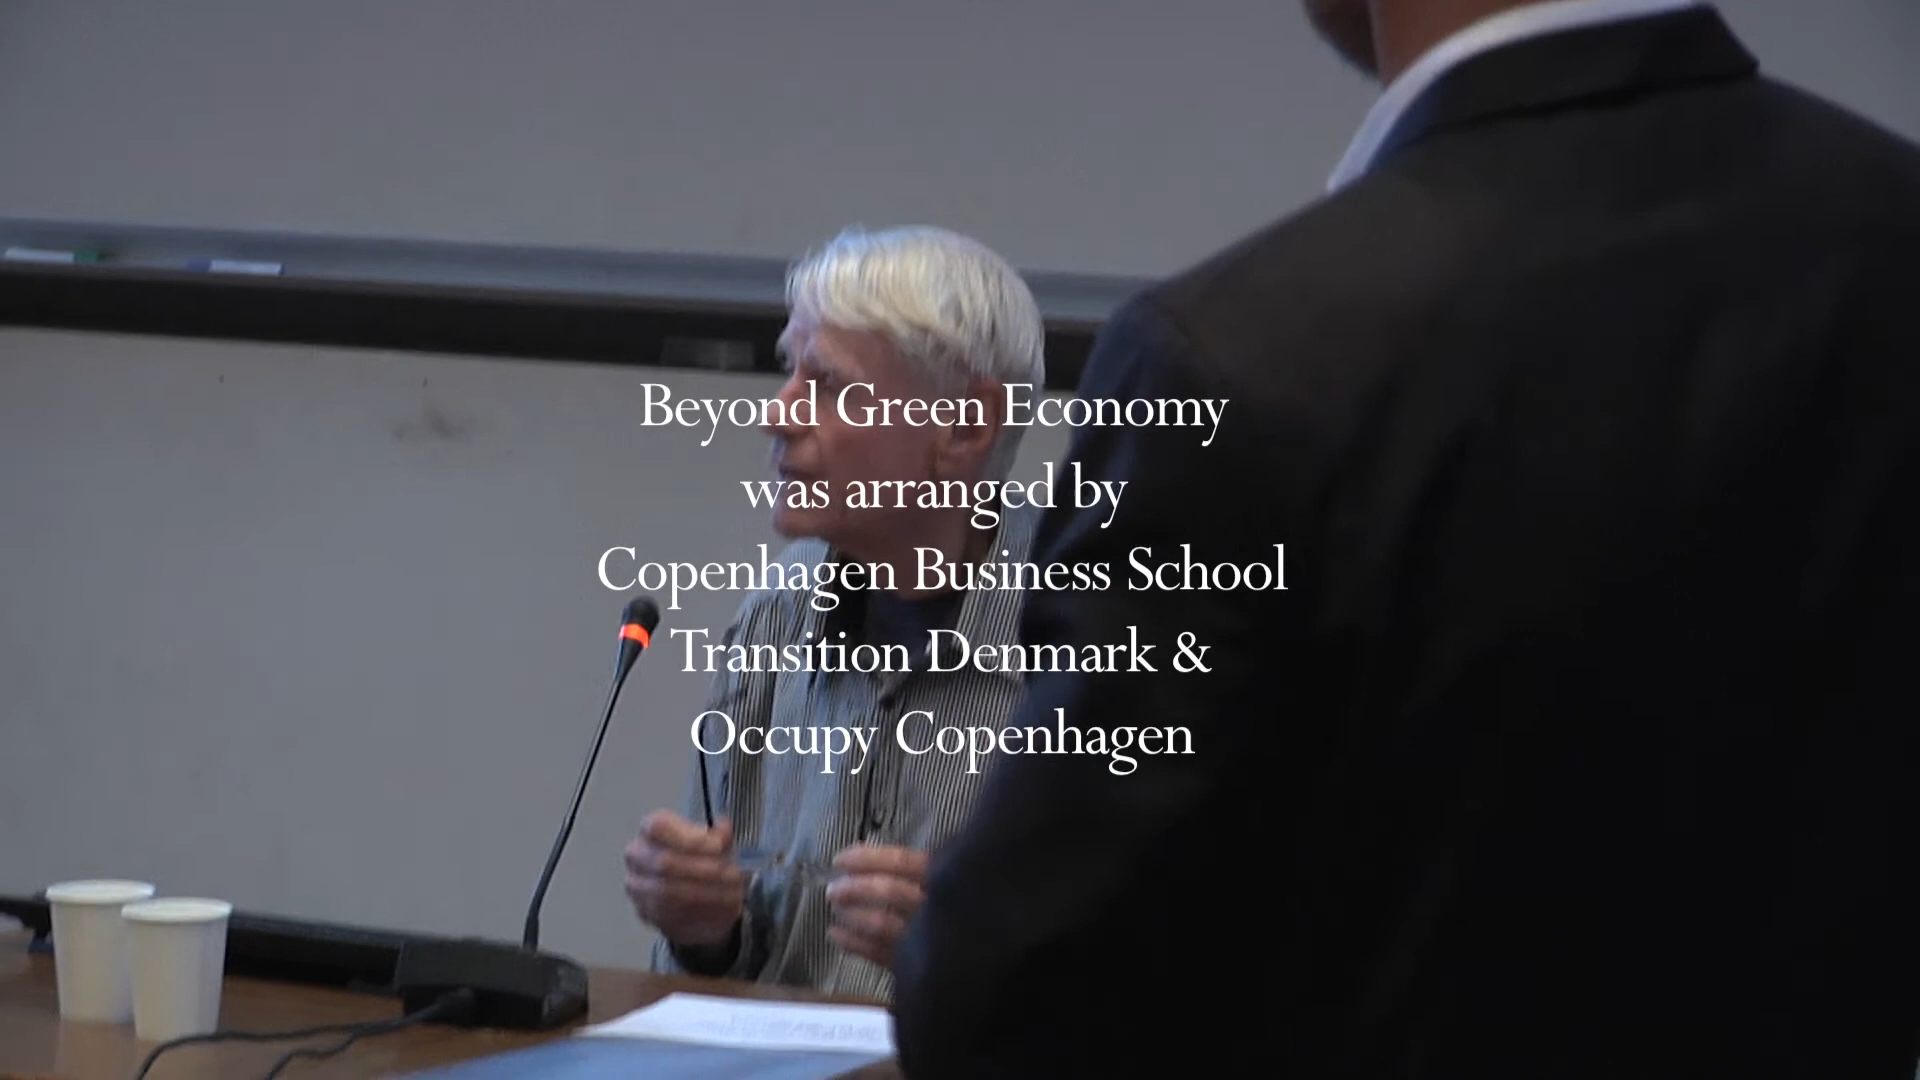 Beyond Green Economy
was arranged by
Copenhagen Business School
Transition Denmark &
Occupy Copenhagen